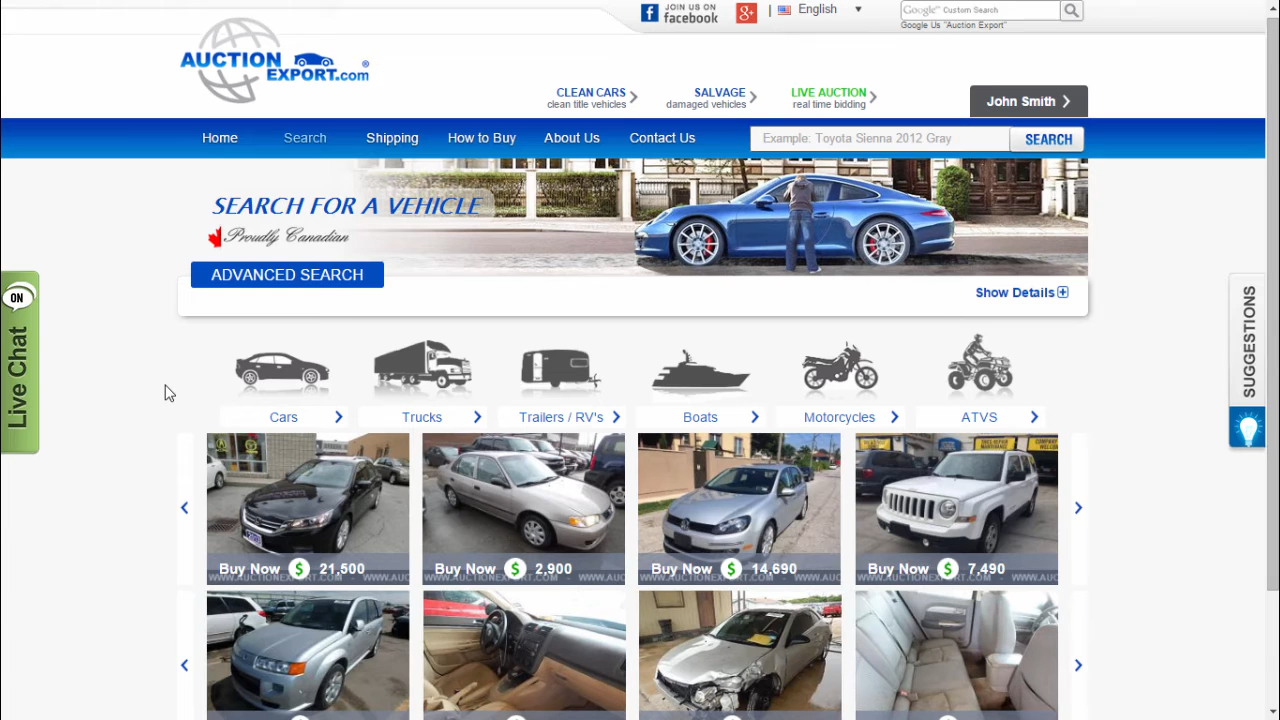 JOIN US ON
facebook
g+
English
Google™ Custom Search
Google Us "Auction Export"
AUCTION
EXPORT.com ®
CLEAN CARS
clean title vehicles
SALVAGE
damaged vehicles
LIVE AUCTION
real time bidding
John Smith
Home
Search
Shipping
How to Buy
About Us
Contact Us
Example: Toyota Sienna 2012 Gray
SEARCH
SEARCH FOR A VEHICLE
Proudly Canadian
ADVANCED SEARCH
Show Details
ON
Live Chat
SUGGESTIONS
Cars
Trucks
Trailers / RV's
Boats
Motorcycles
ATVS
Buy Now $ 21,500
Buy Now $ 2,900
Buy Now $ 14,690
Buy Now $ 7,490
WWW.AUCTIONEXPORT.COM